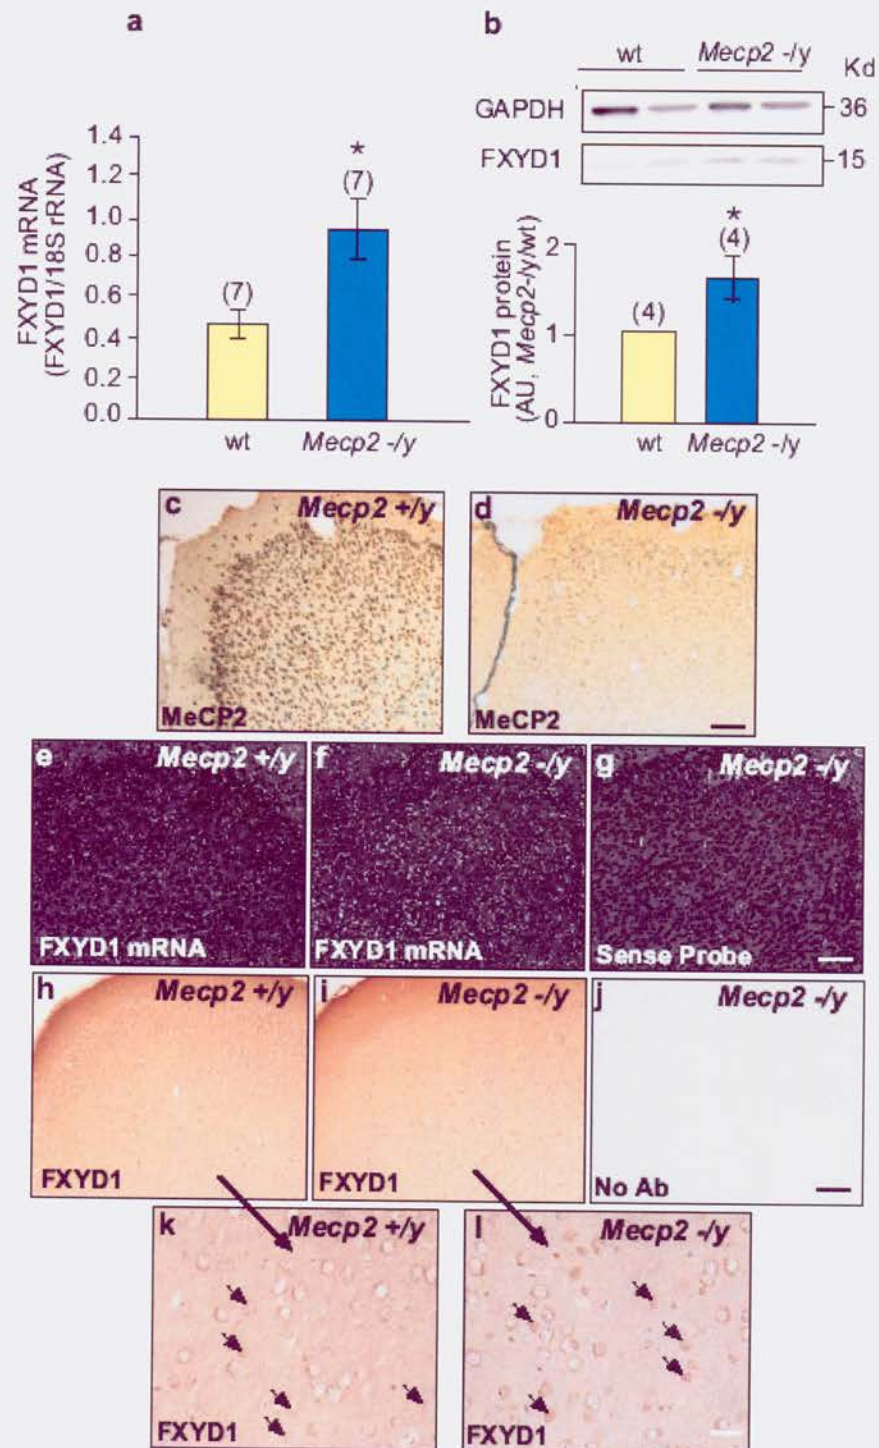 a
FXYD1 mRNA
(FXYD1/18S rRNA)
1.4
1.2
1.0
0.8
0.6
0.4
0.2
0.0
(7)
*
(7)
wt
Mecp2 -/y
b
wt
Mecp2 -/y
Kd
GAPDH
36
FXYD1
15
FXYD1 protein
(AU, Mecp2-/y/wt)
2
1
0
(4)
*
(4)
wt
Mecp2 -/y
c
Mecp2 +/y
MeCP2
d
Mecp2 -/y
MeCP2
e
Mecp2 +/y
FXYD1 mRNA
f
Mecp2 -/y
FXYD1 mRNA
g
Mecp2 -/y
Sense Probe
h
Mecp2 +/y
FXYD1
i
Mecp2 -/y
FXYD1
j
Mecp2 -/y
No Ab
k
Mecp2 +/y
FXYD1
l
Mecp2 -/y
FXYD1